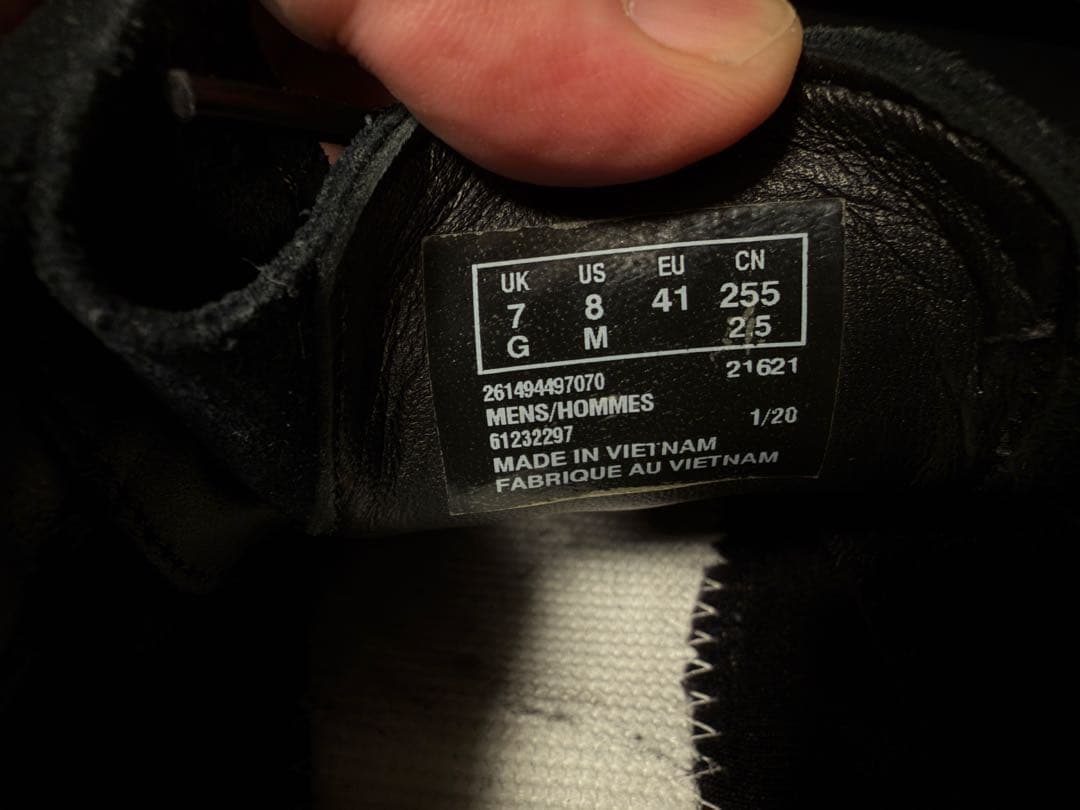 UK US EU CN
7 8 41 255
G M 2.5
261494497070 21621
MENS/HOMMES 1/20
61232297
MADE IN VIETNAM
FABRIQUE AU VIETNAM